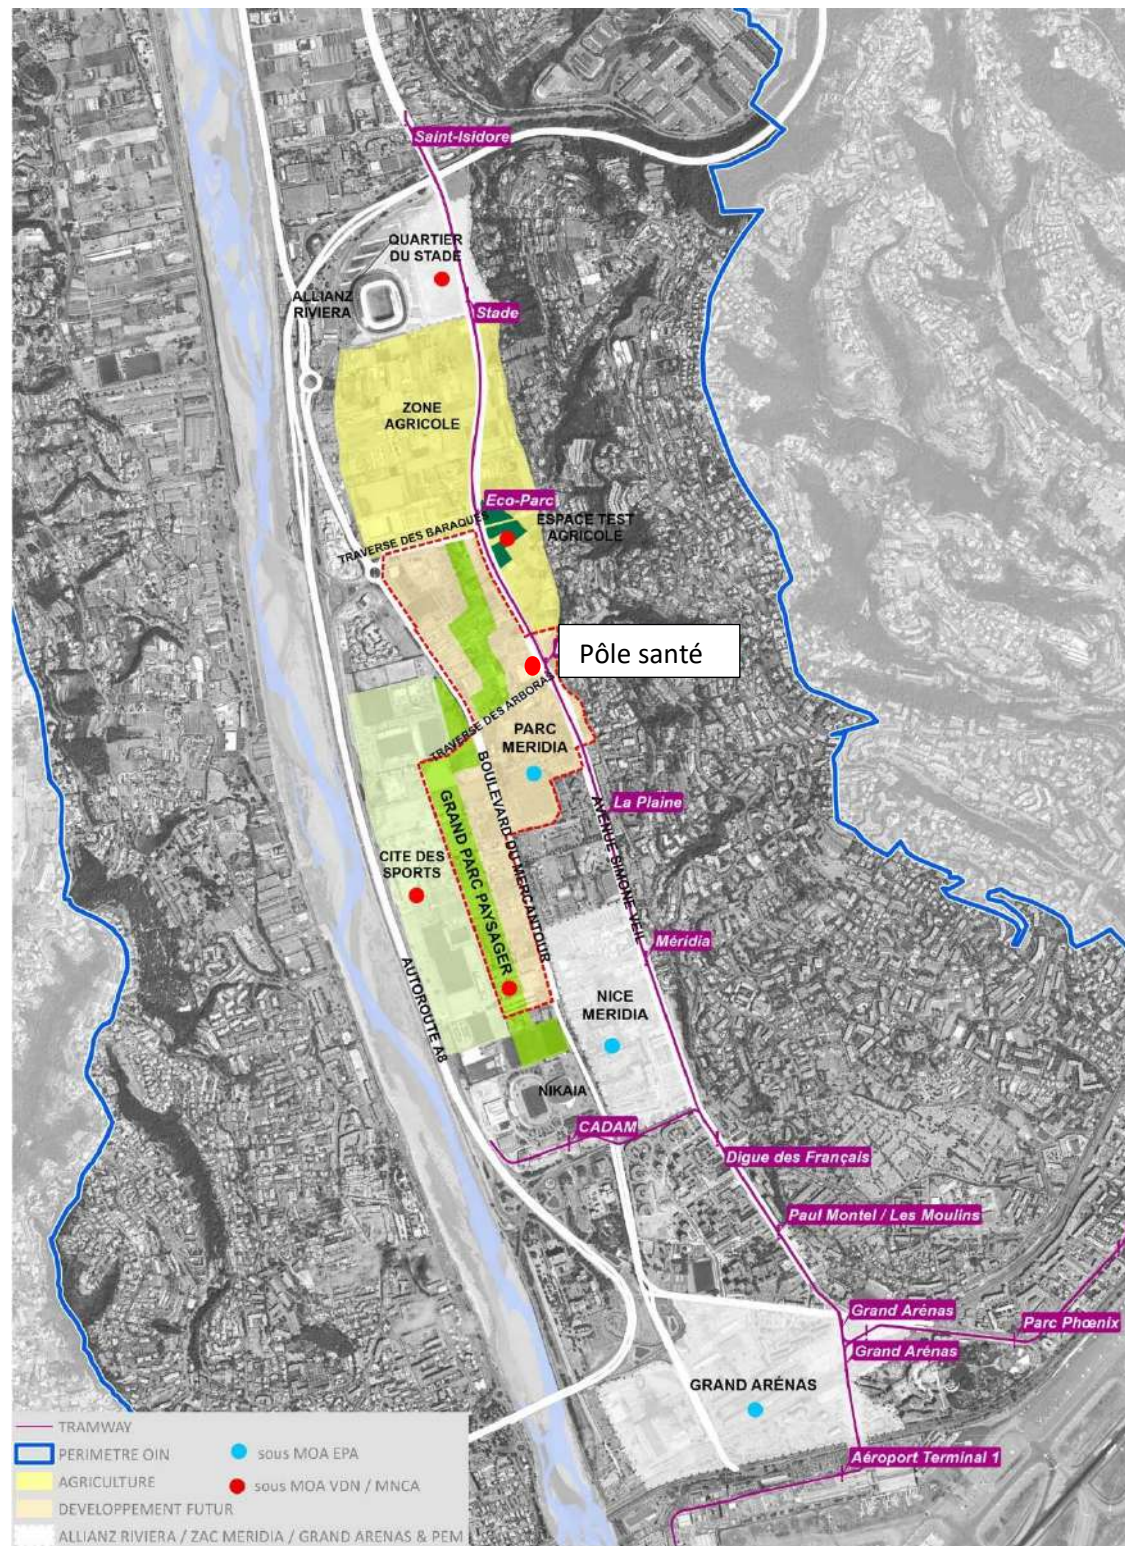 Saint-Isidore
QUARTIER
DU STADE
ALLIANZ
RIVIERA
Stade
ZONE
AGRICOLE
Eco-Parc
ESPACE TEST
AGRICOLE
TRAVERSE DES BARAQUES
Pôle santé
TRAVERSE DES ARBORAS
PARC
MERIDIA
La Plaine
BOULEVARD DU MERCANTOUR
AVENUE SIMONE VEIL
GRAND PARC PAYSAGER
CITE DES
SPORTS
Méridia
AUTOROUTE A8
NICE
MERIDIA
NIKAIA
CADAM
Digue des Français
Paul Montel / Les Moulins
Grand Arénas
Parc Phœnix
Grand Arénas
GRAND ARÉNAS
Aéroport Terminal 1
TRAMWAY
PERIMETRE OIN
sous MOA EPA
AGRICULTURE
sous MOA VDN / MNCA
DEVELOPPEMENT FUTUR
ALLIANZ RIVIERA / ZAC MERIDIA / GRAND ARENAS & PEM